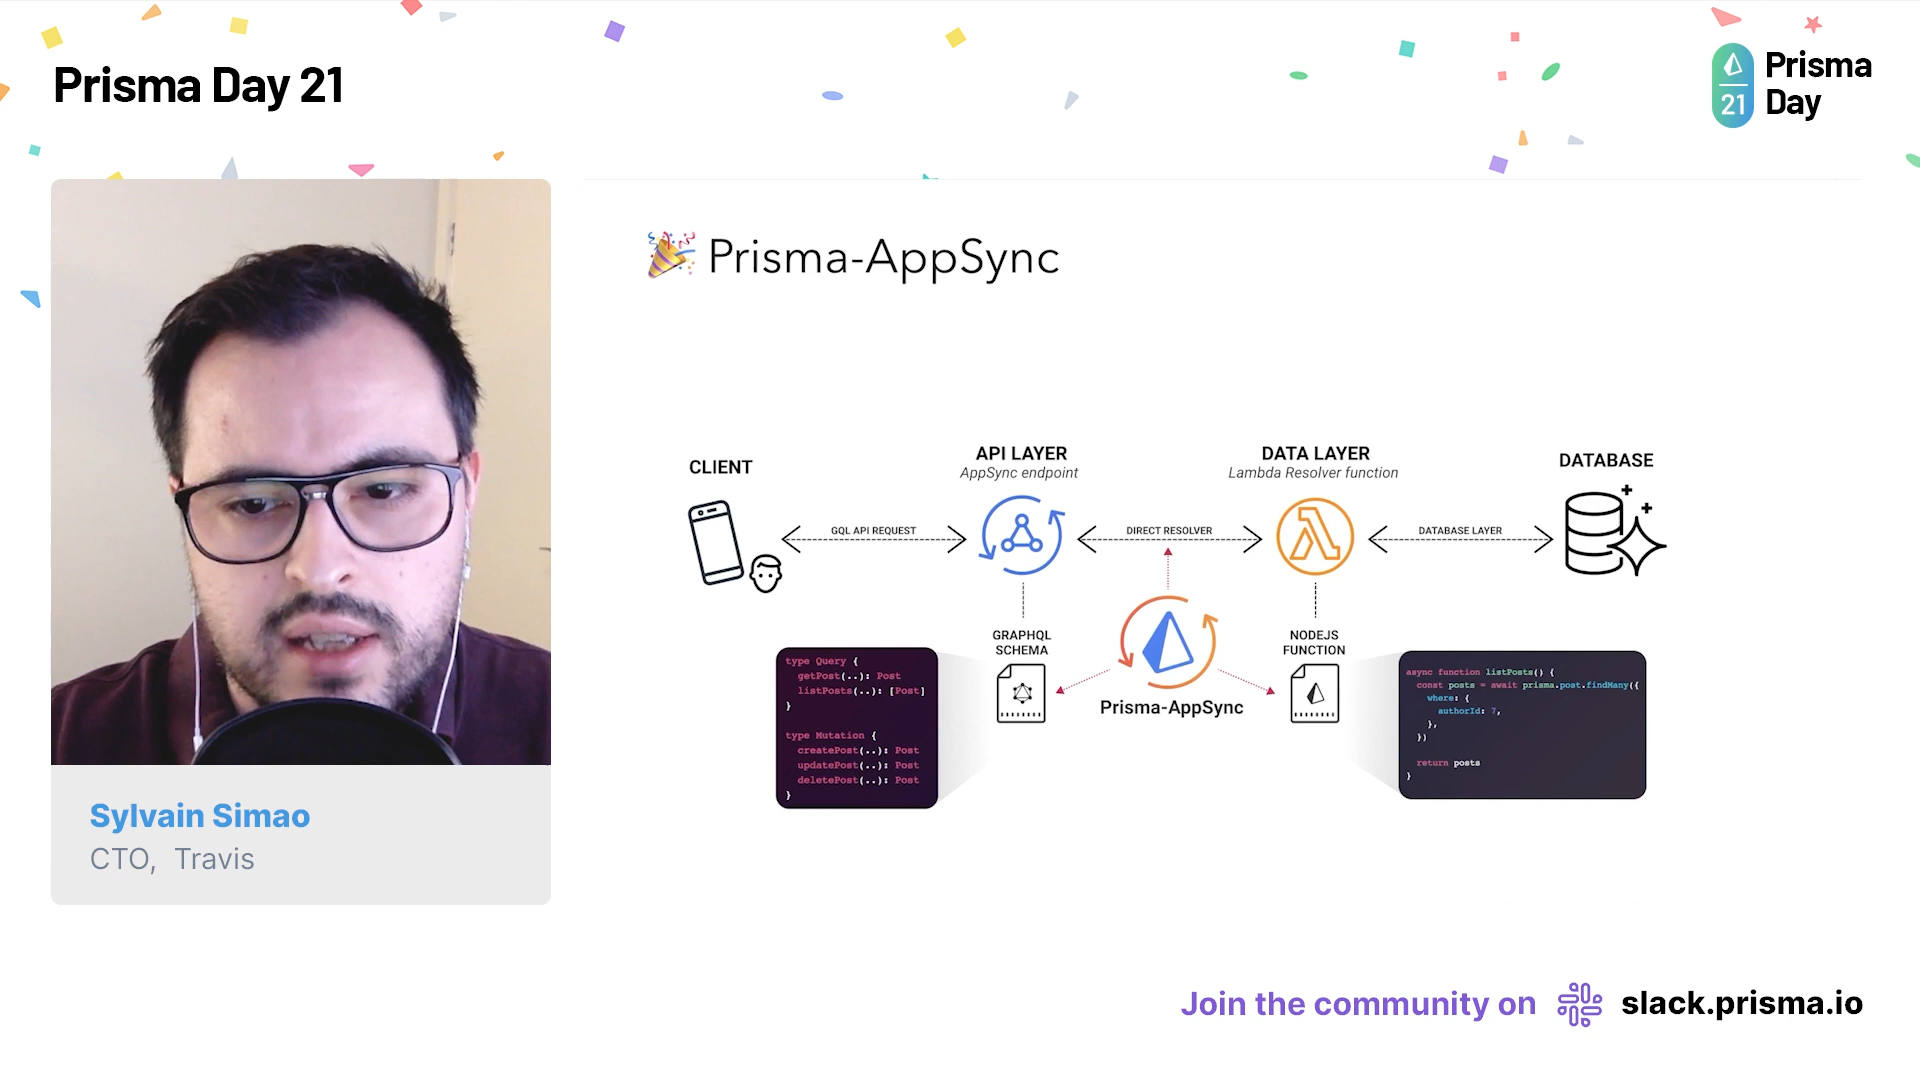 Prisma Day 21
Prisma
Day
21
Prisma-AppSync
CLIENT
API LAYER
AppSync endpoint
DATA LAYER
Lambda Resolver function
DATABASE
GQL API REQUEST
DIRECT RESOLVER
DATABASE LAYER
GRAPHQL
SCHEMA
Prisma-AppSync
NODEJS
FUNCTION
type Query {
getPost(..): Post
listPosts(..): [Post]
}
type Mutation {
createPost(..): Post
updatePost(..): Post
deletePost(..): Post
}
async function listPosts() {
const posts = await prisma.post.findMany({
where: {
authorId: 7,
},
})
return posts
}
Sylvain Simao
CTO, Travis
Join the community on slack.prisma.io